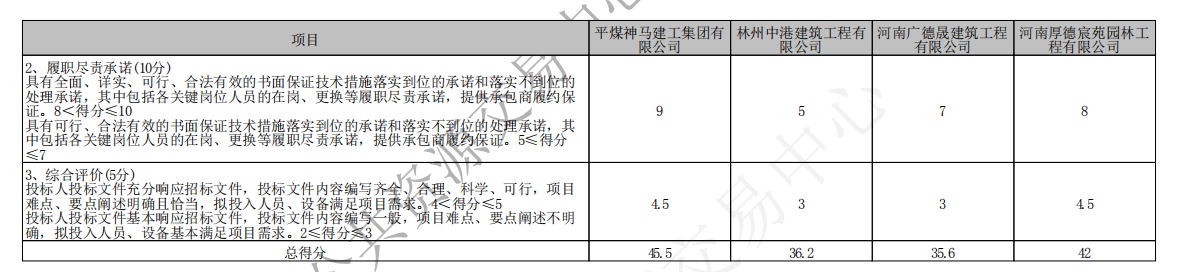 项目
平煤神马建工集团有
限公司
林州中港建筑工程有
限公司
河南广德晟建筑工程
有限公司
河南厚德宸苑园林工
程有限公司
2、履职尽责承诺(10分)
具有全面、详实、可行、合法有效的书面保证技术措施落实到位的承诺和落实不到位的
处理承诺，其中包括各关键岗位人员的在岗、更换等履职尽责承诺，提供承包商履约保
证。8＜得分≤10
具有可行、合法有效的书面保证技术措施落实到位的承诺和落实不到位的处理承诺，其
中包括各关键岗位人员的在岗、更换等履职尽责承诺，提供承包商履约保证。5≤得分
≤7
9
5
7
8
3、综合评价(5分)
投标人投标文件充分响应招标文件，投标文件内容编写齐全、合理、科学、可行，项目
难点、要点阐述明确且恰当，拟投入人员、设备满足项目需求。4＜得分≤5
投标人投标文件基本响应招标文件，投标文件内容编写一般，项目难点、要点阐述不明
确，拟投入人员、设备基本满足项目需求。2≤得分≤3
4.5
3
3
4.5
总得分
45.5
36.2
35.6
42
公共资源交易中心
交易中心